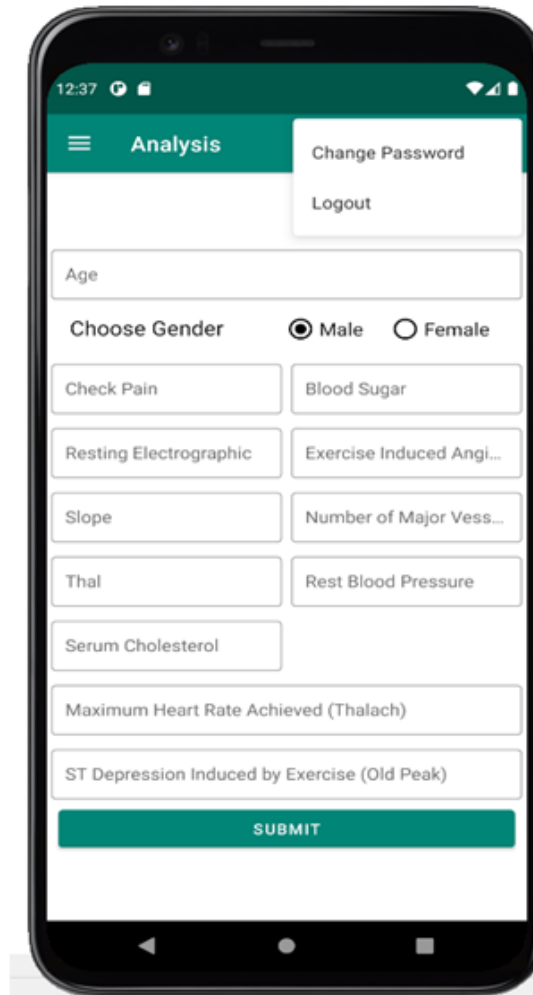 12:37
Analysis
Change Password
Logout
Age
Choose Gender Male Female
Check Pain Blood Sugar
Resting Electrographic Exercise Induced Angi...
Slope Number of Major Vess...
Thal Rest Blood Pressure
Serum Cholesterol
Maximum Heart Rate Achieved (Thalach)
ST Depression Induced by Exercise (Old Peak)
SUBMIT